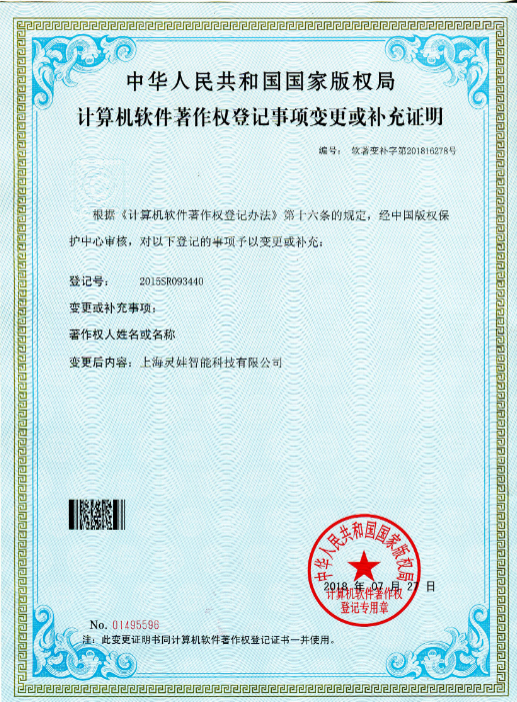 中华人民共和国国家版权局
计算机软件著作权登记事项变更或补充证明
编号： 软著变补字第201816278号
根据《计算机软件著作权登记办法》第十六条的规定，经中国版权保
护中心审核，对以下登记的事项予以变更或补充：
登记号： 2015SR093440
变更或补充事项：
著作权人姓名或名称
变更后内容：上海灵娃智能科技有限公司
中华人民共和国国家版权局
2018 年 07 月 27 日
计算机软件著作权
登记专用章
No. 01495596
注：此变更证明书同计算机软件著作权登记证书一并使用。